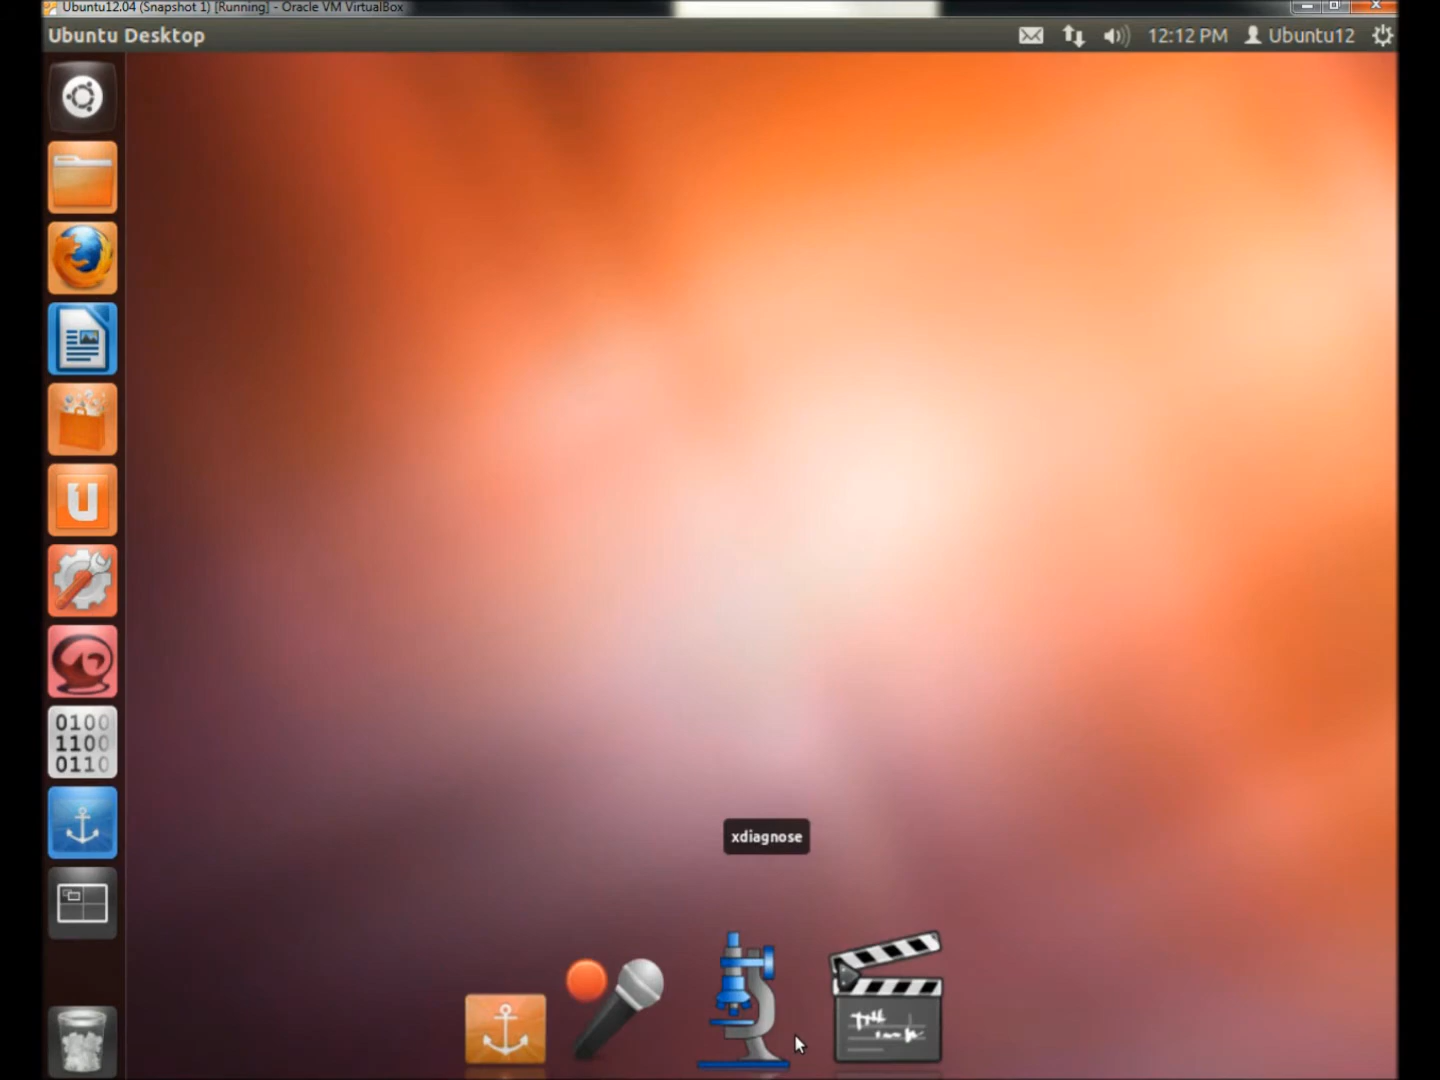 Ubuntu12.04 (Snapshot 1) [Running] - Oracle VM VirtualBox
Ubuntu Desktop
12:12 PM
Ubuntu12
0100
1100
0110
xdiagnose